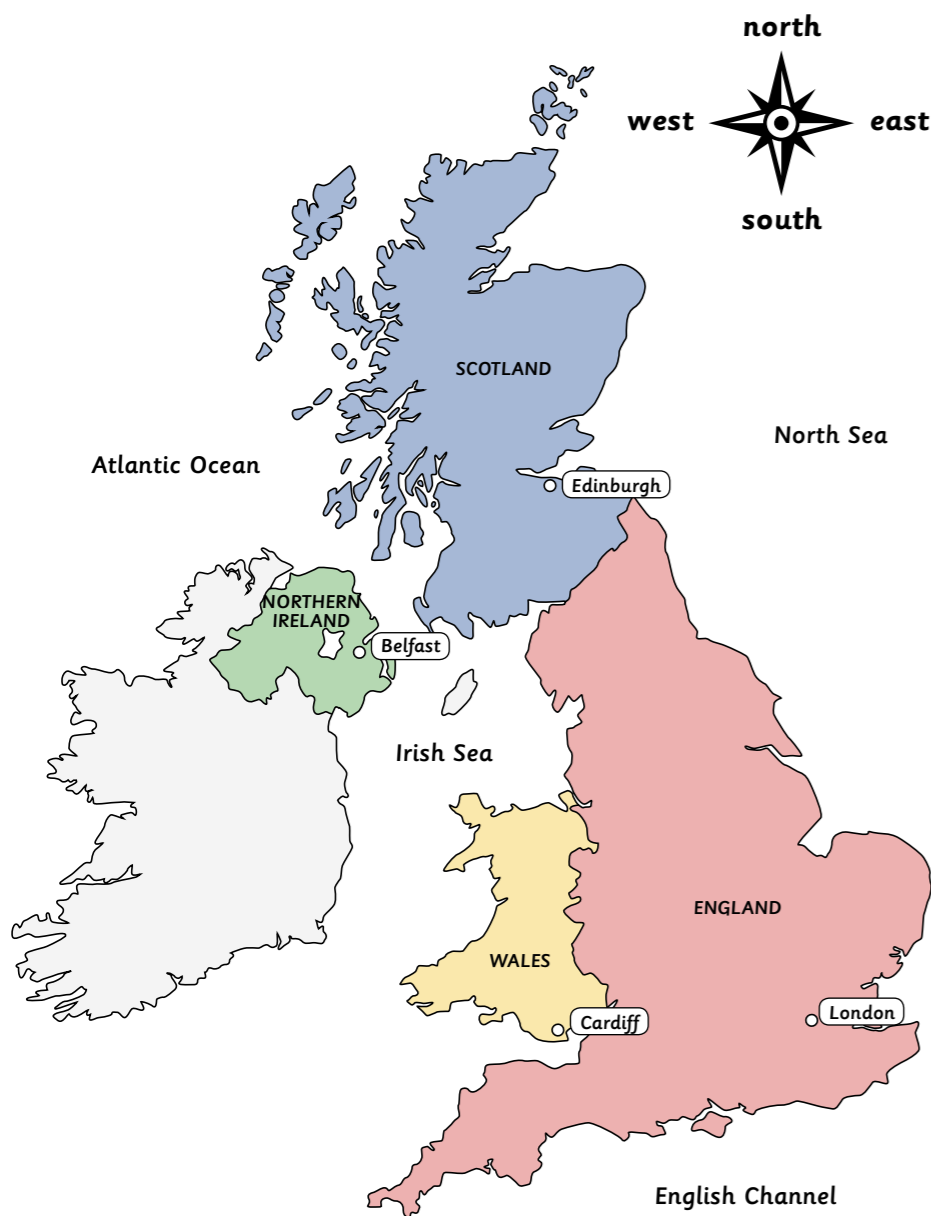 north
west
east
south
SCOTLAND
North Sea
Atlantic Ocean
Edinburgh
NORTHERN
IRELAND
Belfast
Irish Sea
ENGLAND
WALES
London
Cardiff
English Channel